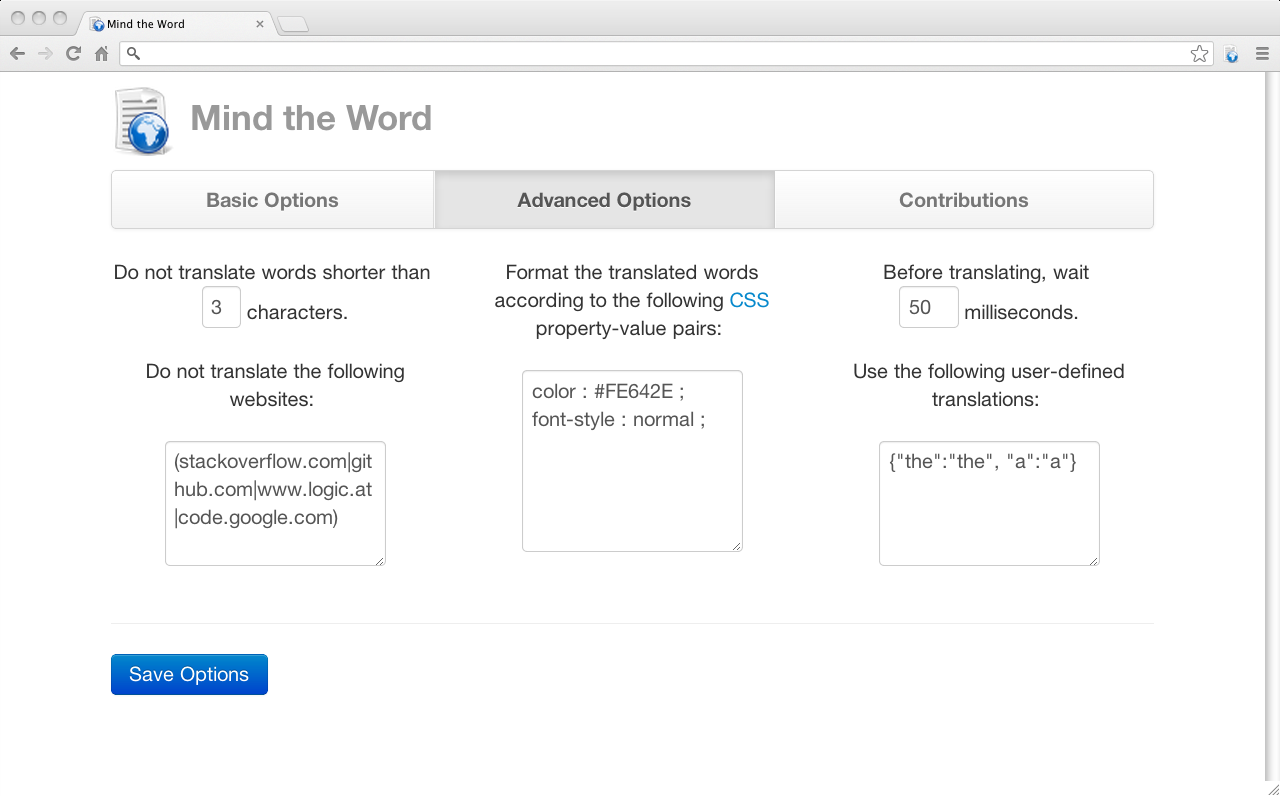 Mind the Word
Mind the Word
Basic Options
Advanced Options
Contributions
Do not translate words shorter than
3 characters.
Do not translate the following
websites:
(stackoverflow.com|git
hub.com|www.logic.at
|code.google.com)
Format the translated words
according to the following CSS
property-value pairs:
color : #FE642E ;
font-style : normal ;
Before translating, wait
50 milliseconds.
Use the following user-defined
translations:
{"the":"the", "a":"a"}
Save Options